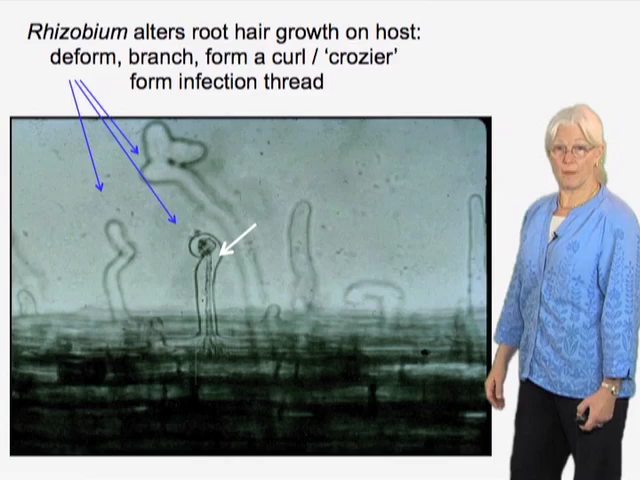 Rhizobium alters root hair growth on host:
deform, branch, form a curl / ‘crozier’
form infection thread